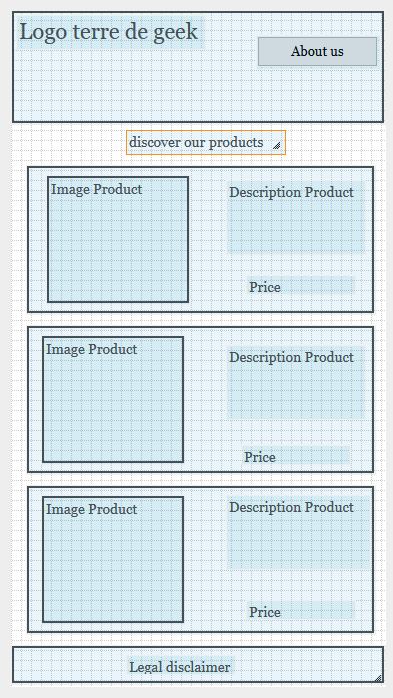 Logo terre de geek
About us
discover our products
Image Product
Description Product
Price
Image Product
Description Product
Price
Image Product
Description Product
Price
Legal disclaimer